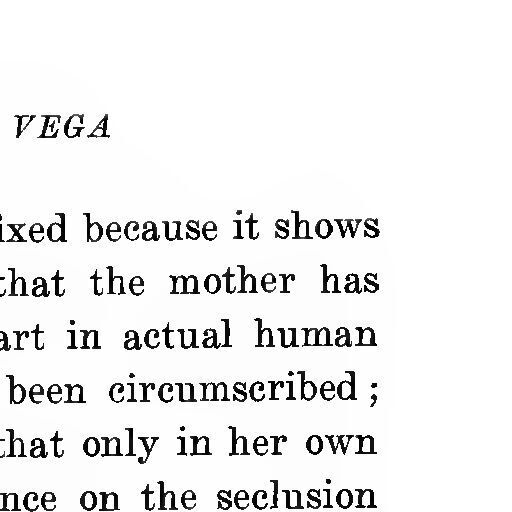 VEGA
ixed because it shows
that the mother has
art in actual human
been circumscribed ;
that only in her own
nce on the seclusion